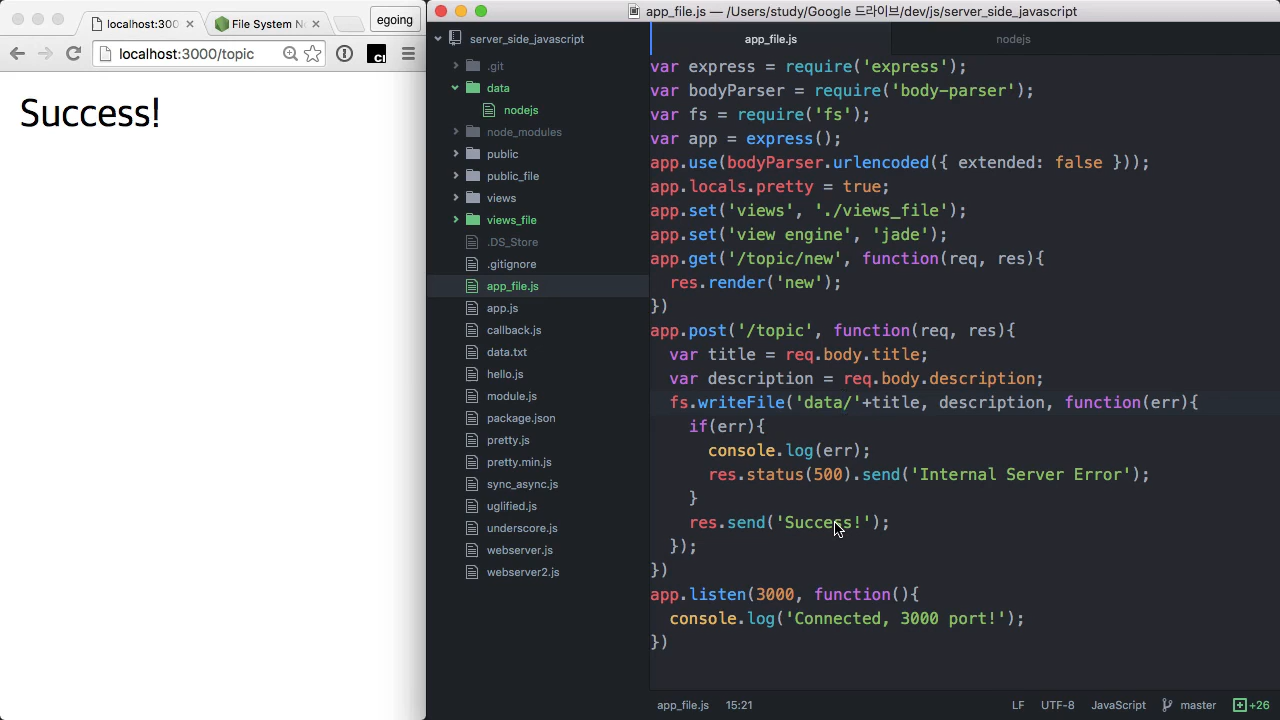 localhost:300
File System N
egoing
localhost:3000/topic
Success!
app_file.js — /Users/study/Google 드라이브/dev/js/server_side_javascript
server_side_javascript
.git
data
nodejs
node_modules
public
public_file
views
views_file
.DS_Store
.gitignore
app_file.js
app.js
callback.js
data.txt
hello.js
module.js
package.json
pretty.js
pretty.min.js
sync_async.js
uglified.js
underscore.js
webserver.js
webserver2.js
app_file.js
nodejs
var express = require('express');
var bodyParser = require('body-parser');
var fs = require('fs');
var app = express();
app.use(bodyParser.urlencoded({ extended: false }));
app.locals.pretty = true;
app.set('views', './views_file');
app.set('view engine', 'jade');
app.get('/topic/new', function(req, res){
  res.render('new');
})
app.post('/topic', function(req, res){
  var title = req.body.title;
  var description = req.body.description;
  fs.writeFile('data/'+title, description, function(err){
    if(err){
      console.log(err);
      res.status(500).send('Internal Server Error');
    }
    res.send('Success!');
  });
})
app.listen(3000, function(){
  console.log('Connected, 3000 port!');
})
app_file.js 15:21 LF UTF-8 JavaScript master +26